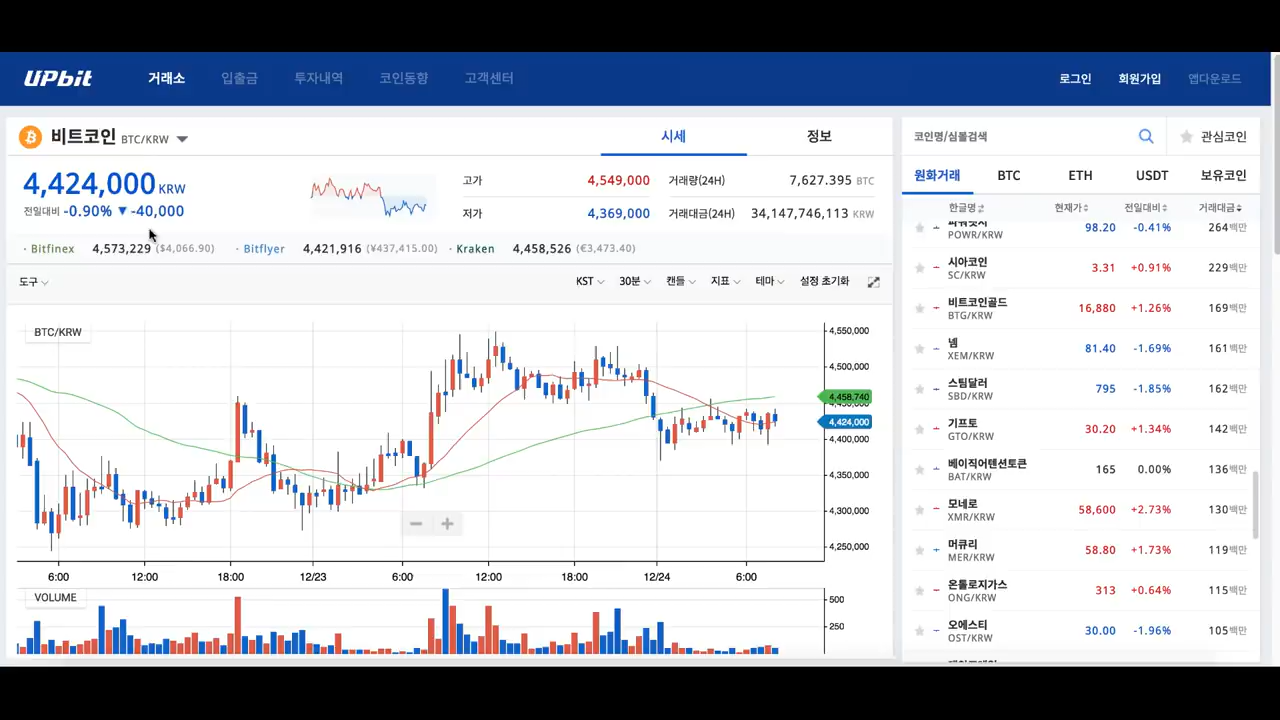 UPbit 거래소 입출금 투자내역 코인동향 고객센터 로그인 회원가입 앱다운로드
비트코인 BTC/KRW 시세 정보
4,424,000 KRW
전일대비 -0.90% ▼ -40,000
고가 4,549,000 거래량(24H) 7,627.395 BTC
저가 4,369,000 거래대금(24H) 34,147,746,113 KRW
· Bitfinex 4,573,229 ($4,066.90) · Bitflyer 4,421,916 (¥437,415.00) · Kraken 4,458,526 (€3,473.40)
도구 KST 30분 캔들 지표 테마 설정 초기화
BTC/KRW
4,550,000
4,500,000
4,458,740
4,450,000
4,424,000
4,400,000
4,350,000
4,300,000
4,250,000
6:00 12:00 18:00 12/23 6:00 12:00 18:00 12/24 6:00
VOLUME
500
250
코인명/심볼검색 관심코인
원화거래 BTC ETH USDT 보유코인
한글명 현재가 전일대비 거래대금
파워렛저
POWR/KRW 98.20 -0.41% 264백만
시아코인
SC/KRW 3.31 +0.91% 229백만
비트코인골드
BTG/KRW 16,880 +1.26% 169백만
넴
XEM/KRW 81.40 -1.69% 161백만
스팀달러
SBD/KRW 795 -1.85% 162백만
기프토
GTO/KRW 30.20 +1.34% 142백만
베이직어텐션토큰
BAT/KRW 165 0.00% 136백만
모네로
XMR/KRW 58,600 +2.73% 130백만
머큐리
MER/KRW 58.80 +1.73% 119백만
온톨로지가스
ONG/KRW 313 +0.64% 115백만
오에스티
OST/KRW 30.00 -1.96% 105백만